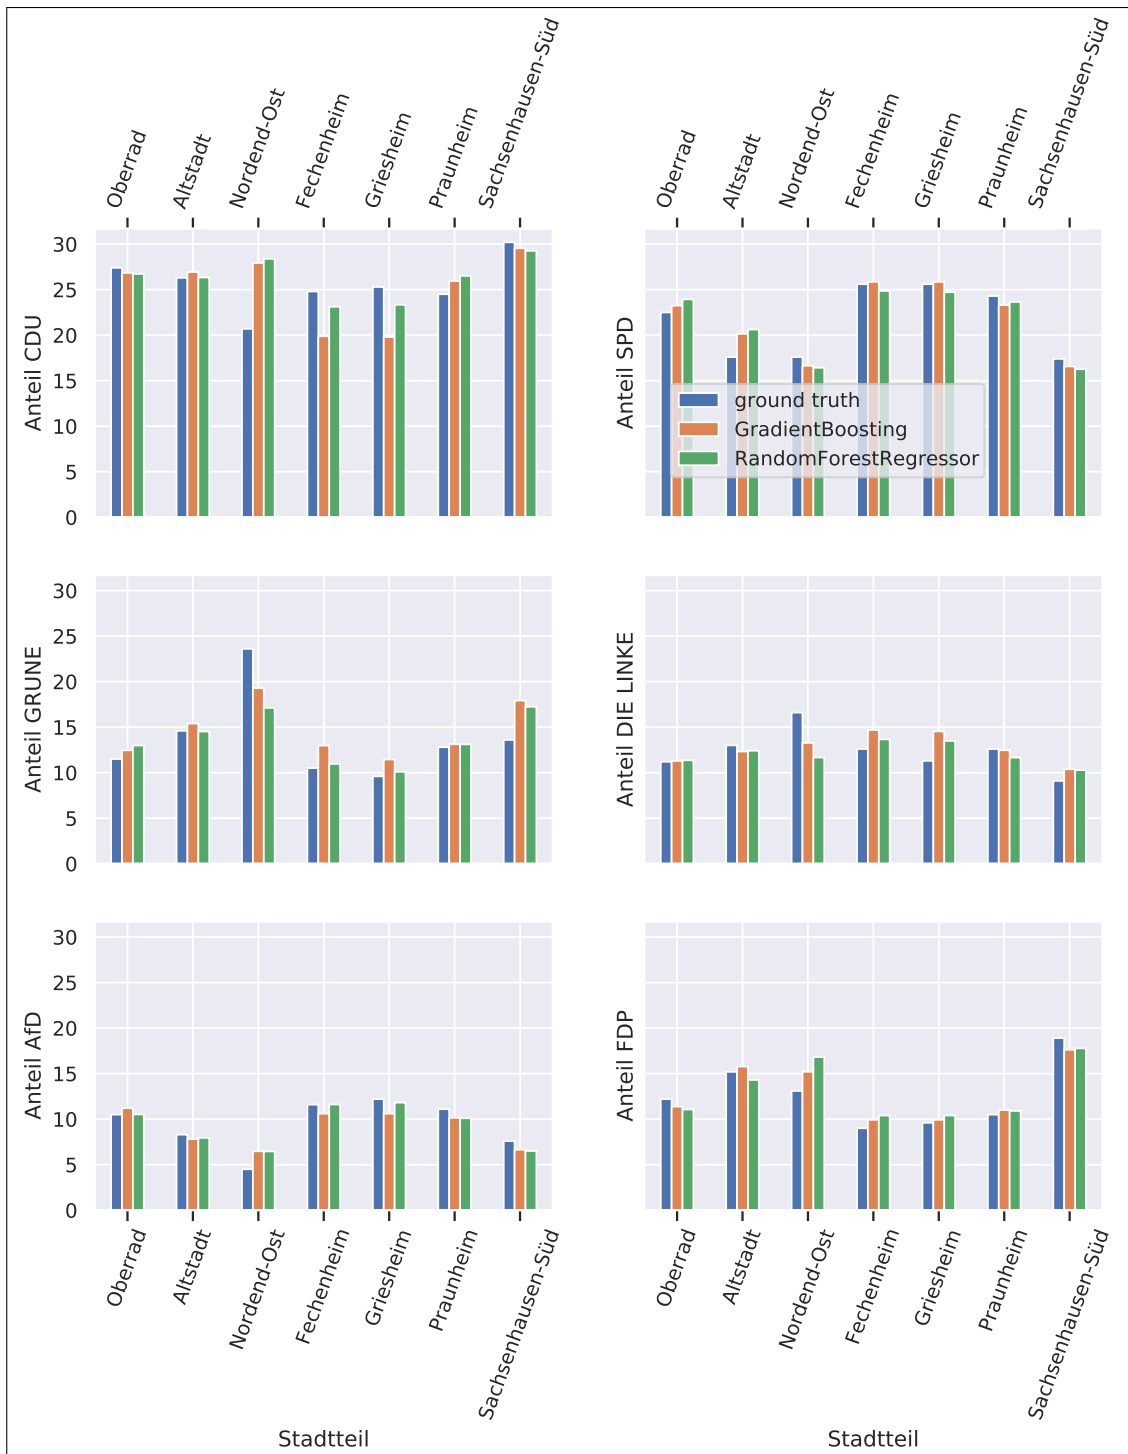 Oberrad
Altstadt
Nordend-Ost
Fechenheim
Griesheim
Praunheim
Sachsenhausen-Süd
Oberrad
Altstadt
Nordend-Ost
Fechenheim
Griesheim
Praunheim
Sachsenhausen-Süd
Anteil CDU
30
25
20
15
10
5
0
Anteil SPD
ground truth
GradientBoosting
RandomForestRegressor
Anteil GRUNE
30
25
20
15
10
5
0
Anteil DIE LINKE
Anteil AfD
30
25
20
15
10
5
0
Anteil FDP
Oberrad
Altstadt
Nordend-Ost
Fechenheim
Griesheim
Praunheim
Sachsenhausen-Süd
Stadtteil
Oberrad
Altstadt
Nordend-Ost
Fechenheim
Griesheim
Praunheim
Sachsenhausen-Süd
Stadtteil